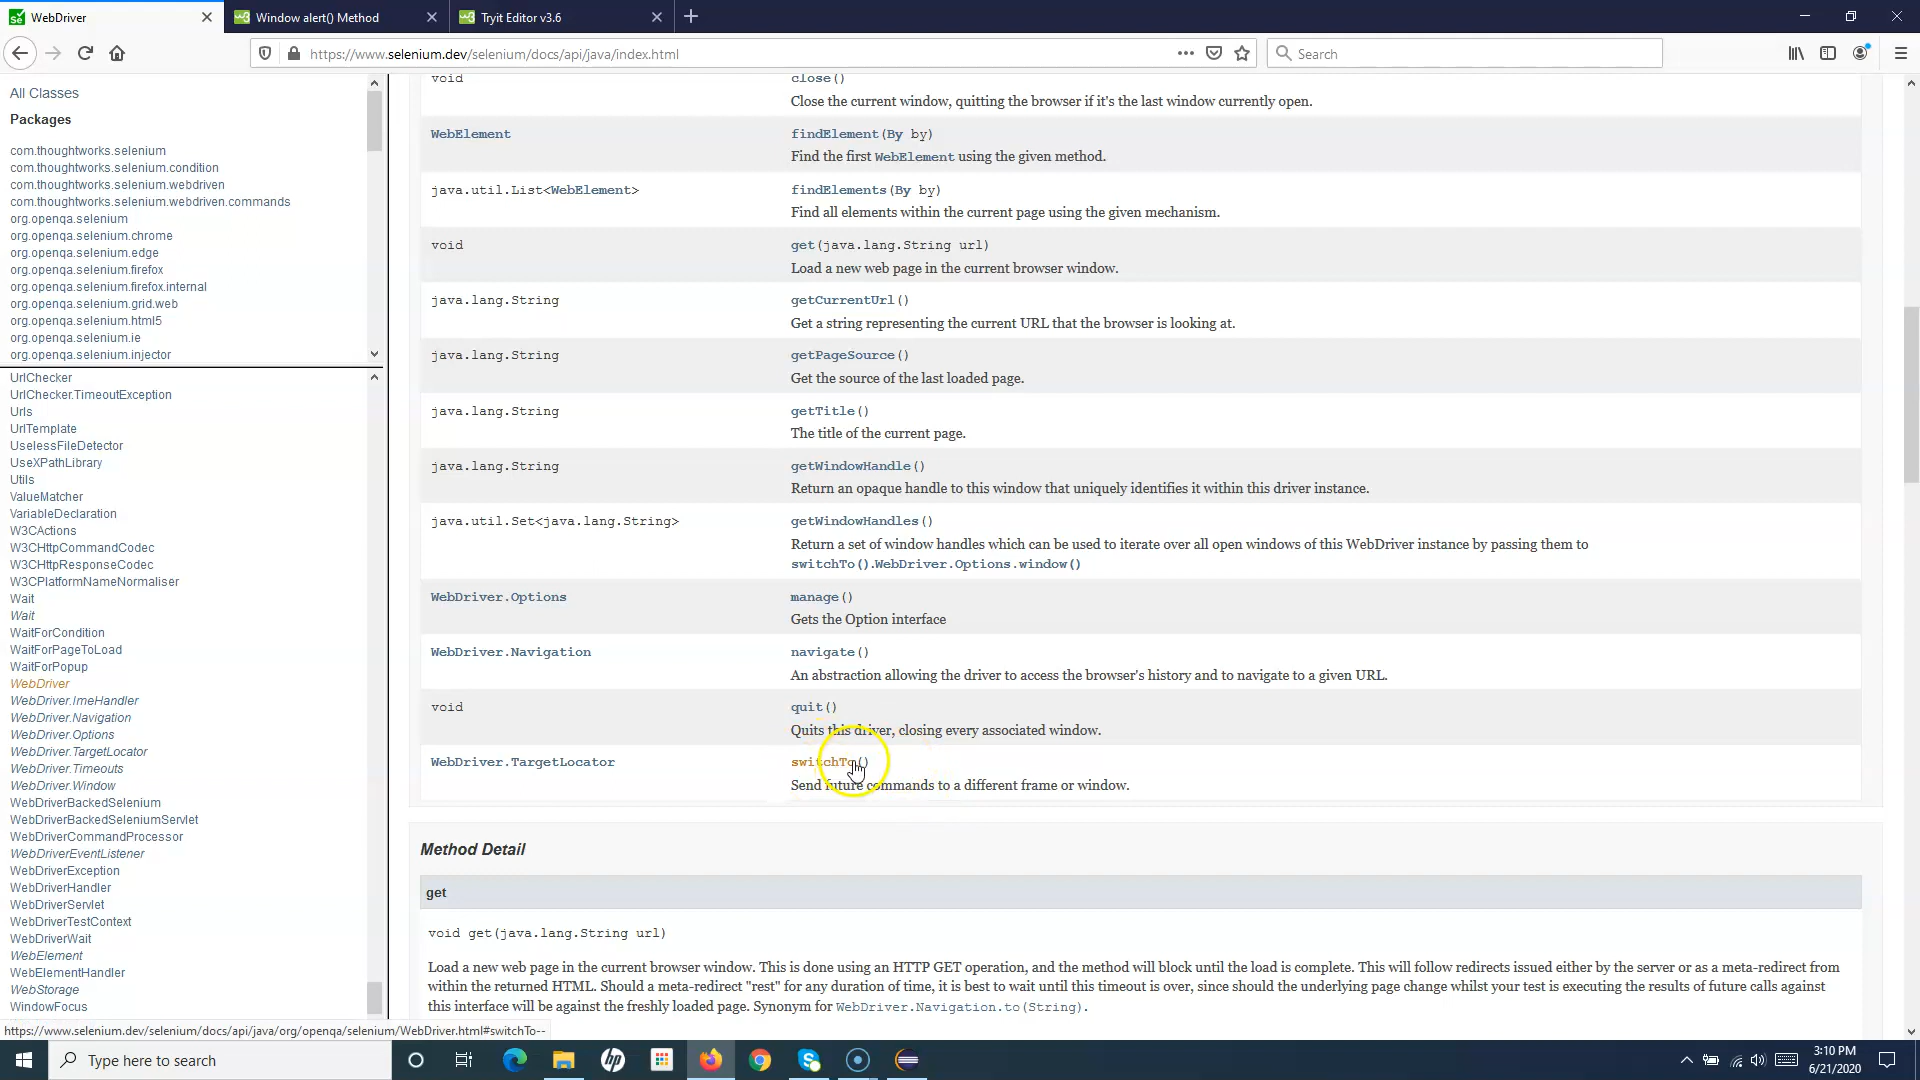 WebDriver
Window alert() Method
Tryit Editor v3.6
https://www.selenium.dev/selenium/docs/api/java/index.html
Search
All Classes
Packages
com.thoughtworks.selenium
com.thoughtworks.selenium.condition
com.thoughtworks.selenium.webdriven
com.thoughtworks.selenium.webdriven.commands
org.openqa.selenium
org.openqa.selenium.chrome
org.openqa.selenium.edge
org.openqa.selenium.firefox
org.openqa.selenium.firefox.internal
org.openqa.selenium.grid.web
org.openqa.selenium.html5
org.openqa.selenium.ie
org.openqa.selenium.injector
UrlChecker
UrlChecker.TimeoutException
Urls
UrlTemplate
UselessFileDetector
UseXPathLibrary
Utils
ValueMatcher
VariableDeclaration
W3CActions
W3CHttpCommandCodec
W3CHttpResponseCodec
W3CPlatformNameNormaliser
Wait
Wait
WaitForCondition
WaitForPageToLoad
WaitForPopup
WebDriver
WebDriver.ImeHandler
WebDriver.Navigation
WebDriver.Options
WebDriver.TargetLocator
WebDriver.Timeouts
WebDriver.Window
WebDriverBackedSelenium
WebDriverBackedSeleniumServlet
WebDriverCommandProcessor
WebDriverEventListener
WebDriverException
WebDriverHandler
WebDriverServlet
WebDriverTestContext
WebDriverWait
WebElement
WebElementHandler
WebStorage
WindowFocus
void close()
Close the current window, quitting the browser if it's the last window currently open.
WebElement findElement(By by)
Find the first WebElement using the given method.
java.util.List<WebElement> findElements(By by)
Find all elements within the current page using the given mechanism.
void get(java.lang.String url)
Load a new web page in the current browser window.
java.lang.String getCurrentUrl()
Get a string representing the current URL that the browser is looking at.
java.lang.String getPageSource()
Get the source of the last loaded page.
java.lang.String getTitle()
The title of the current page.
java.lang.String getWindowHandle()
Return an opaque handle to this window that uniquely identifies it within this driver instance.
java.util.Set<java.lang.String> getWindowHandles()
Return a set of window handles which can be used to iterate over all open windows of this WebDriver instance by passing them to
switchTo().WebDriver.Options.window()
WebDriver.Options manage()
Gets the Option interface
WebDriver.Navigation navigate()
An abstraction allowing the driver to access the browser's history and to navigate to a given URL.
void quit()
Quits this driver, closing every associated window.
WebDriver.TargetLocator switchTo()
Send future commands to a different frame or window.
Method Detail
get
void get(java.lang.String url)
Load a new web page in the current browser window. This is done using an HTTP GET operation, and the method will block until the load is complete. This will follow redirects issued either by the server or as a meta-redirect from
within the returned HTML. Should a meta-redirect "rest" for any duration of time, it is best to wait until this timeout is over, since should the underlying page change whilst your test is executing the results of future calls against
this interface will be against the freshly loaded page. Synonym for WebDriver.Navigation.to(String).
https://www.selenium.dev/selenium/docs/api/java/org/openqa/selenium/WebDriver.html#switchTo--
Type here to search
3:10 PM
6/21/2020